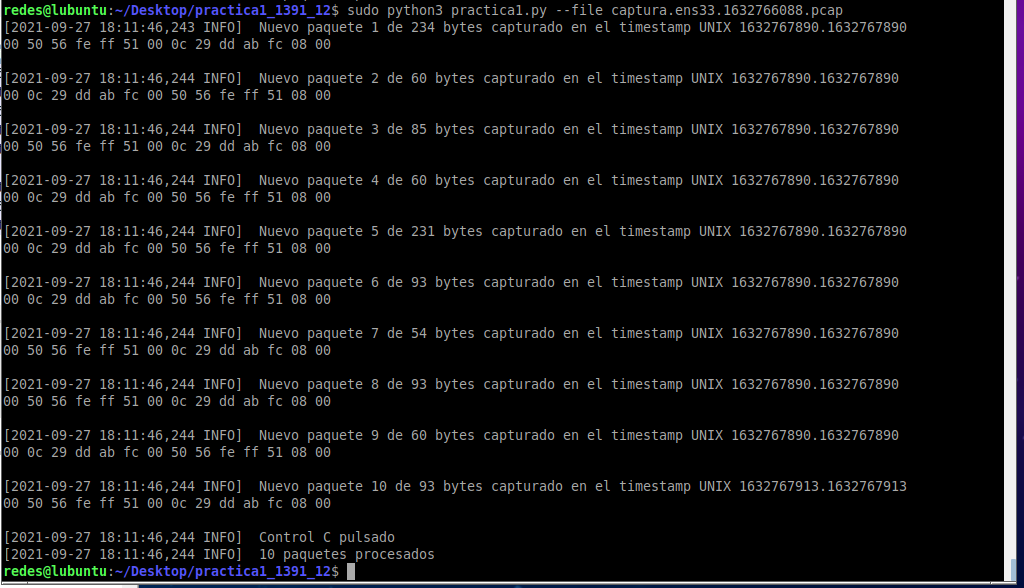 redes@lubuntu:~/Desktop/practica1_1391_12$ sudo python3 practica1.py --file captura.ens33.1632766088.pcap
[2021-09-27 18:11:46,243 INFO]  Nuevo paquete 1 de 234 bytes capturado en el timestamp UNIX 1632767890.1632767890
00 50 56 fe ff 51 00 0c 29 dd ab fc 08 00
[2021-09-27 18:11:46,244 INFO]  Nuevo paquete 2 de 60 bytes capturado en el timestamp UNIX 1632767890.1632767890
00 0c 29 dd ab fc 00 50 56 fe ff 51 08 00
[2021-09-27 18:11:46,244 INFO]  Nuevo paquete 3 de 85 bytes capturado en el timestamp UNIX 1632767890.1632767890
00 50 56 fe ff 51 00 0c 29 dd ab fc 08 00
[2021-09-27 18:11:46,244 INFO]  Nuevo paquete 4 de 60 bytes capturado en el timestamp UNIX 1632767890.1632767890
00 0c 29 dd ab fc 00 50 56 fe ff 51 08 00
[2021-09-27 18:11:46,244 INFO]  Nuevo paquete 5 de 231 bytes capturado en el timestamp UNIX 1632767890.1632767890
00 0c 29 dd ab fc 00 50 56 fe ff 51 08 00
[2021-09-27 18:11:46,244 INFO]  Nuevo paquete 6 de 93 bytes capturado en el timestamp UNIX 1632767890.1632767890
00 0c 29 dd ab fc 00 50 56 fe ff 51 08 00
[2021-09-27 18:11:46,244 INFO]  Nuevo paquete 7 de 54 bytes capturado en el timestamp UNIX 1632767890.1632767890
00 50 56 fe ff 51 00 0c 29 dd ab fc 08 00
[2021-09-27 18:11:46,244 INFO]  Nuevo paquete 8 de 93 bytes capturado en el timestamp UNIX 1632767890.1632767890
00 50 56 fe ff 51 00 0c 29 dd ab fc 08 00
[2021-09-27 18:11:46,244 INFO]  Nuevo paquete 9 de 60 bytes capturado en el timestamp UNIX 1632767890.1632767890
00 0c 29 dd ab fc 00 50 56 fe ff 51 08 00
[2021-09-27 18:11:46,244 INFO]  Nuevo paquete 10 de 93 bytes capturado en el timestamp UNIX 1632767913.1632767913
00 50 56 fe ff 51 00 0c 29 dd ab fc 08 00
[2021-09-27 18:11:46,244 INFO]  Control C pulsado
[2021-09-27 18:11:46,244 INFO]  10 paquetes procesados
redes@lubuntu:~/Desktop/practica1_1391_12$